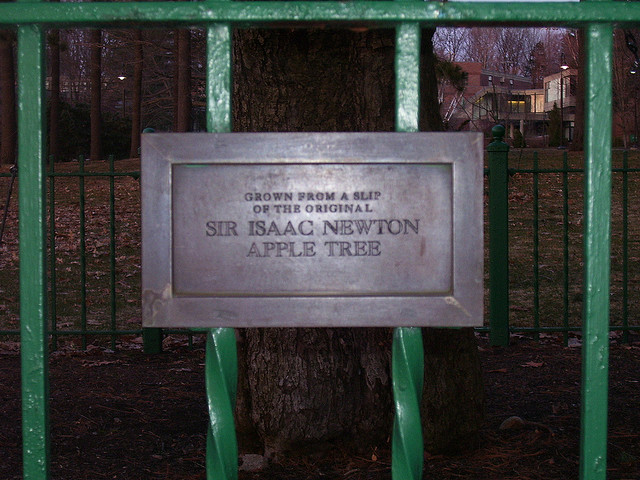 GROWN FROM A SLIP
OF THE ORIGINAL
SIR ISAAC NEWTON
APPLE TREE